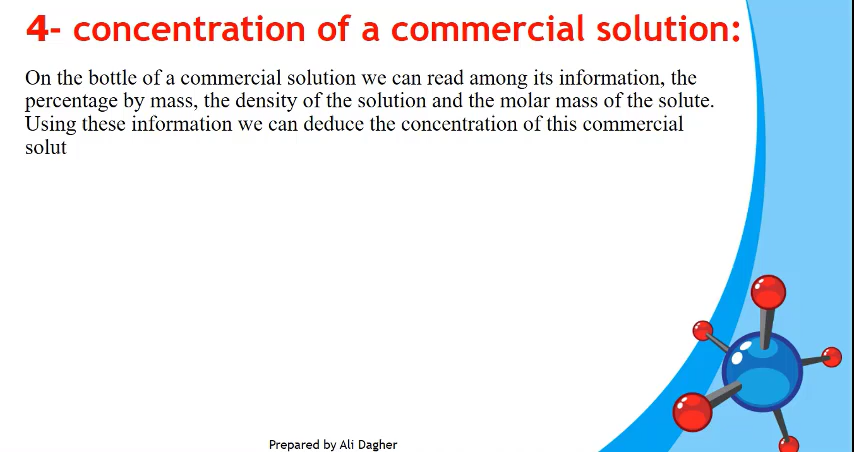 4- concentration of a commercial solution:
On the bottle of a commercial solution we can read among its information, the
percentage by mass, the density of the solution and the molar mass of the solute.
Using these information we can deduce the concentration of this commercial
solut
Prepared by Ali Dagher